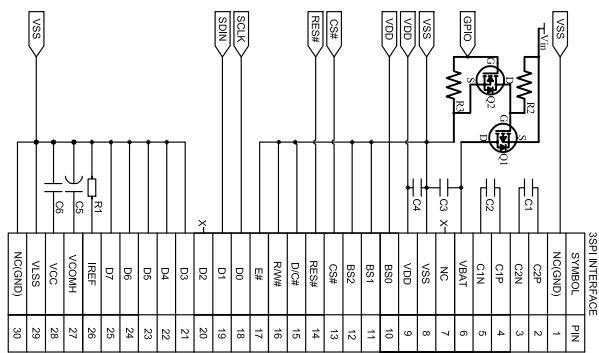 3SPI INTERFACE
SYMBOL PIN
NC(GND) 1
C2P 2
C2N 3
C1P 4
C1N 5
VBAT 6
NC 7
VSS 8
VDD 9
BS0 10
BS1 11
BS2 12
CS# 13
RES# 14
D/C# 15
R/W# 16
E# 17
D0 18
D1 19
D2 20
D3 21
D4 22
D5 23
D6 24
D7 25
IREF 26
VCOMH 27
VCC 28
VLSS 29
NC(GND) 30
VSS
Vin
GPIO
VSS
VDD
VDD
CS#
RES#
SCLK
SDIN
VSS
R2
Q1
G
S
D
Q2
G
S
D
R3
C1
C2
C3
C4
X
X
R1
C5
C6